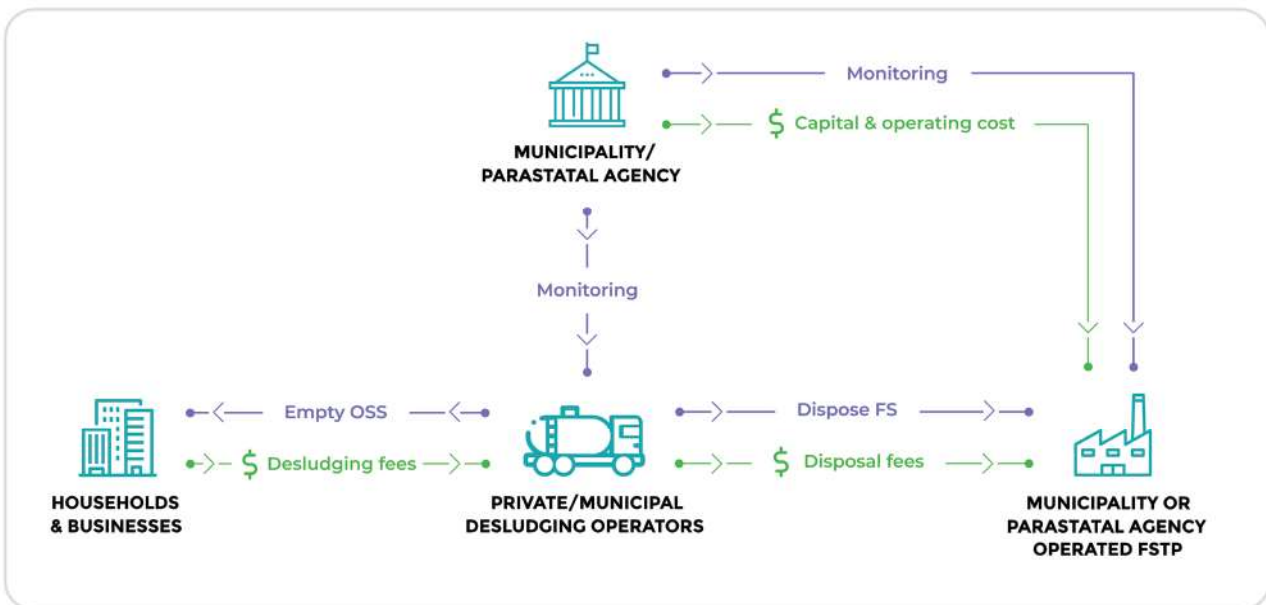 Monitoring
$ Capital & operating cost
MUNICIPALITY/
PARASTATAL AGENCY
Monitoring
Empty OSS
Dispose FS
$ Desludging fees
$ Disposal fees
HOUSEHOLDS
& BUSINESSES
PRIVATE/MUNICIPAL
DESLUDGING OPERATORS
MUNICIPALITY OR
PARASTATAL AGENCY
OPERATED FSTP